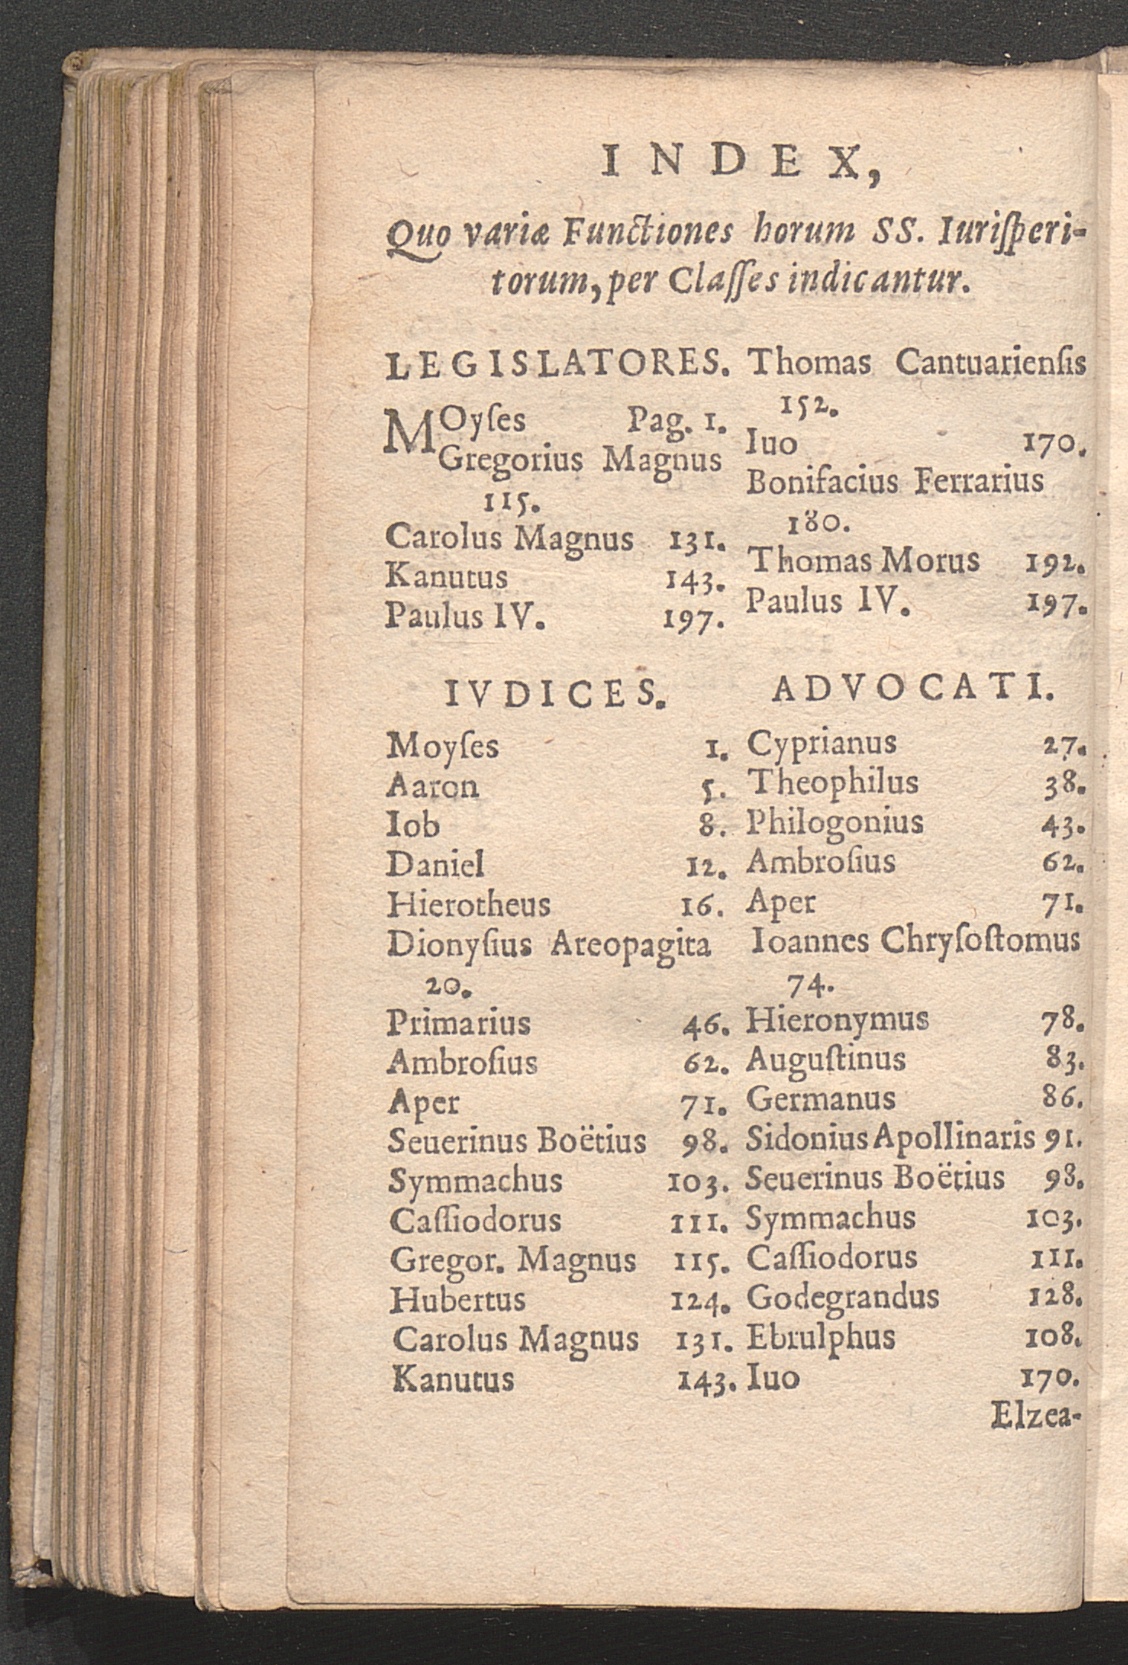 INDEX,
Quo variæ Functiones horum SS. Iuriſperi-
torum, per Claſſes indicantur.
LEGISLATORES.
MOyſes Pag. 1.
Gregorius Magnus
115.
Carolus Magnus 131.
Kanutus 143.
Paulus IV. 197.
IVDICES.
Moyſes 1.
Aaron 5.
Iob 8.
Daniel 12.
Hierotheus 16.
Dionyſius Areopagita
20.
Primarius 46.
Ambroſius 62.
Aper 71.
Seuerinus Boëtius 98.
Symmachus 103.
Caſſiodorus 111.
Gregor. Magnus 115.
Hubertus 124.
Carolus Magnus 131.
Kanutus 143.
Thomas Cantuarienſis
152.
Iuo 170.
Bonifacius Ferrarius
180.
Thomas Morus 192.
Paulus IV. 197.
ADVOCATI.
Cyprianus 27.
Theophilus 38.
Philogonius 43.
Ambroſius 62.
Aper 71.
Ioannes Chryſoſtomus
74.
Hieronymus 78.
Auguſtinus 83.
Germanus 86.
Sidonius Apollinaris 91.
Seuerinus Boëtius 98.
Symmachus 103.
Caſſiodorus 111.
Godegrandus 128.
Ebrulphus 108.
Iuo 170.
Elzea-